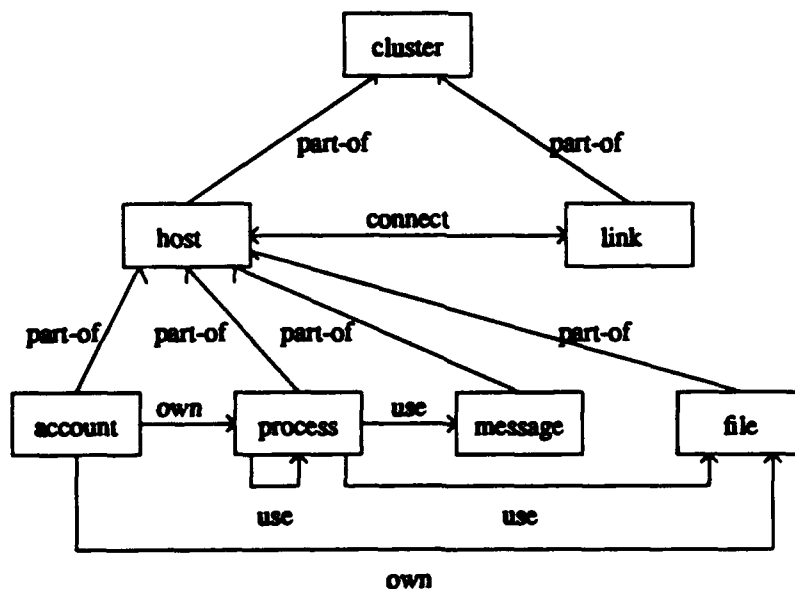 cluster
part-of part-of
host connect link
part-of part-of part-of part-of
account own process use message file
use use
own